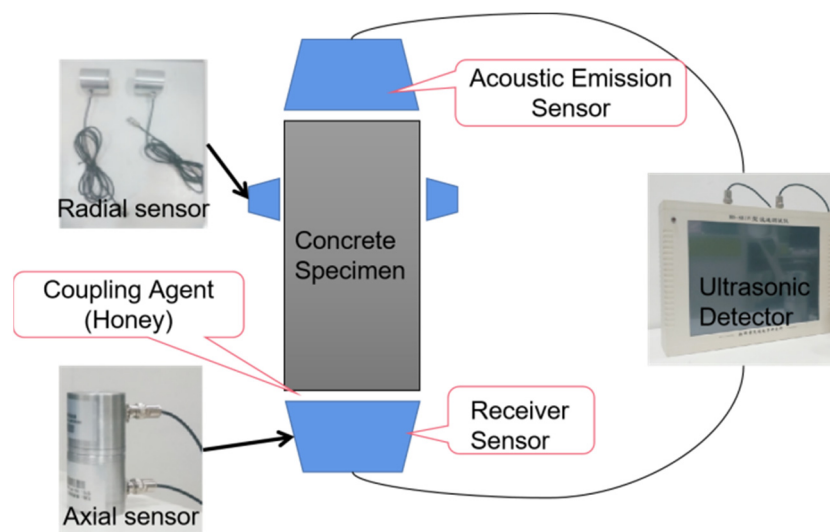 Acoustic Emission
Sensor
Radial sensor
Concrete
Specimen
Coupling Agent
(Honey)
Ultrasonic
Detector
Receiver
Sensor
Axial sensor